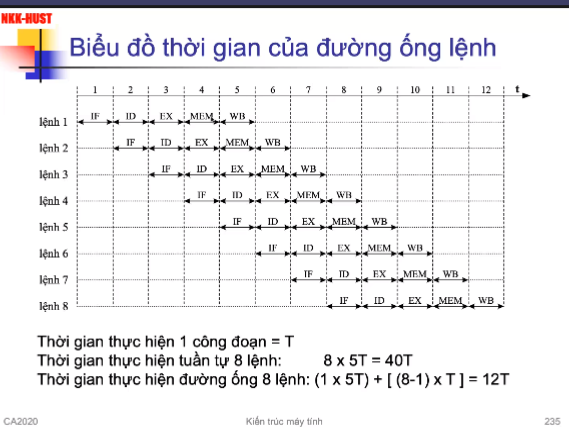 NKK-HUST
Biểu đồ thời gian của đường ống lệnh
1 2 3 4 5 6 7 8 9 10 11 12 t
lệnh 1 IF ID EX MEM WB
lệnh 2 IF ID EX MEM WB
lệnh 3 IF ID EX MEM WB
lệnh 4 IF ID EX MEM WB
lệnh 5 IF ID EX MEM WB
lệnh 6 IF ID EX MEM WB
lệnh 7 IF ID EX MEM WB
lệnh 8 IF ID EX MEM WB
Thời gian thực hiện 1 công đoạn = T
Thời gian thực hiện tuần tự 8 lệnh: 8 x 5T = 40T
Thời gian thực hiện đường ống 8 lệnh: (1 x 5T) + [ (8-1) x T ] = 12T
CA2020 Kiến trúc máy tính 235